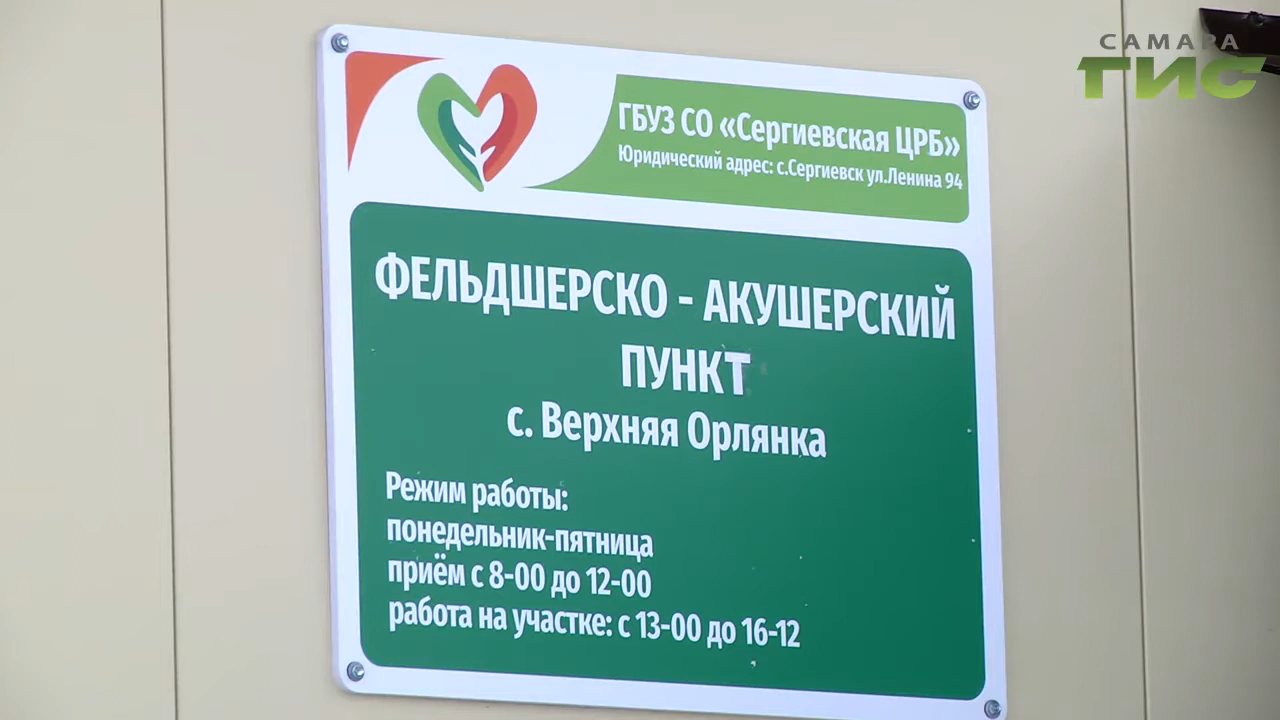 САМАРА
ГИС
ГБУЗ СО «Сергиевская ЦРБ»
Юридический адрес: с.Сергиевск ул.Ленина 94
ФЕЛЬДШЕРСКО - АКУШЕРСКИЙ
ПУНКТ
с. Верхняя Орлянка
Режим работы:
понедельник-пятница
приём с 8-00 до 12-00
работа на участке: с 13-00 до 16-12